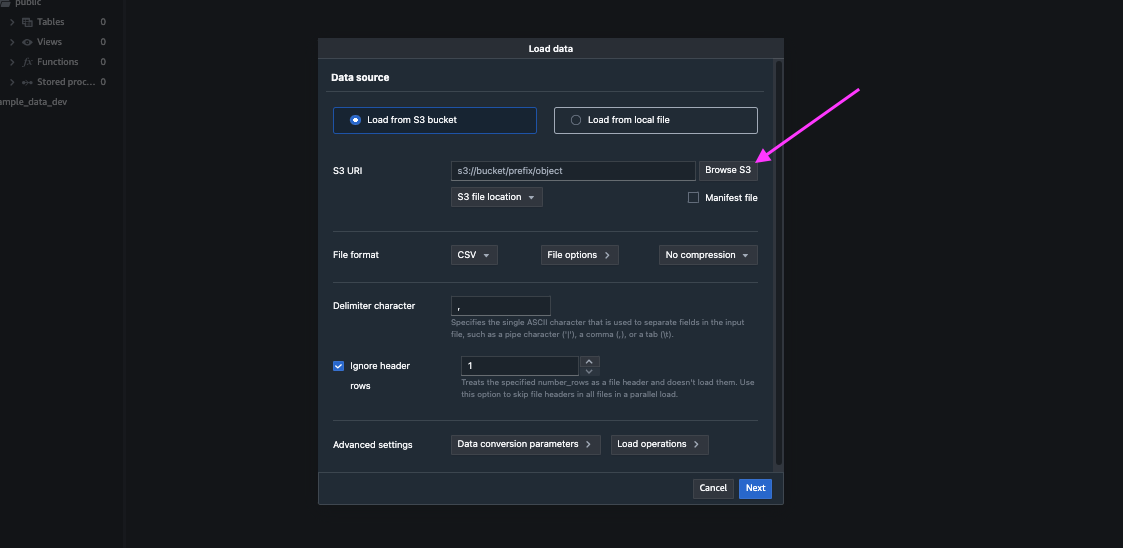 public
Tables 0
Views 0
fx Functions 0
Stored proc... 0
ample_data_dev
Load data
Data source
Load from S3 bucket
Load from local file
S3 URI
s3://bucket/prefix/object
Browse S3
S3 file location
Manifest file
File format
CSV
File options
No compression
Delimiter character
,
Specifies the single ASCII character that is used to separate fields in the input
file, such as a pipe character ('|'), a comma (,), or a tab (\t).
Ignore header
rows
1
Treats the specified number_rows as a file header and doesn't load them. Use
this option to skip file headers in all files in a parallel load.
Advanced settings
Data conversion parameters
Load operations
Cancel
Next